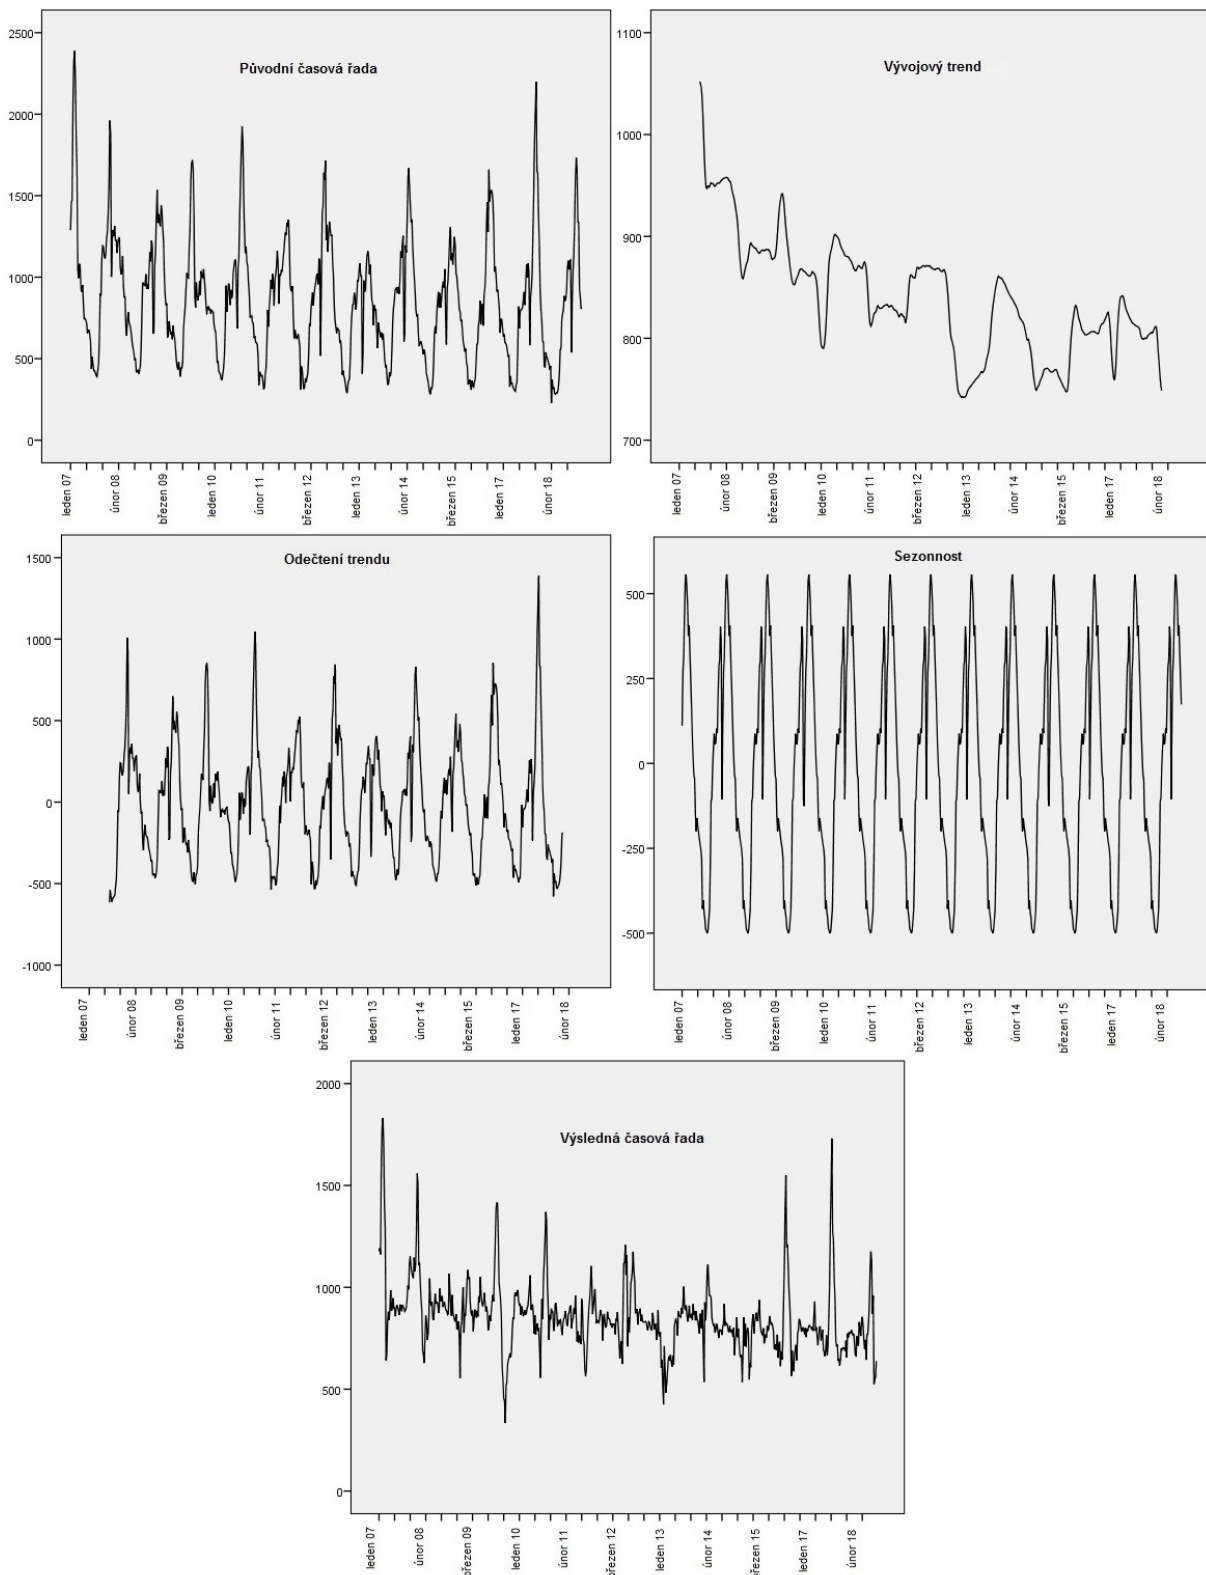 Původní časová řada
2500
2000
1500
1000
500
0
leden 07
únor 08
březen 09
leden 10
únor 11
březen 12
leden 13
únor 14
březen 15
leden 17
únor 18
Vývojový trend
1100
1000
900
800
700
leden 07
únor 08
březen 09
leden 10
únor 11
březen 12
leden 13
únor 14
březen 15
leden 17
únor 18
Odečtení trendu
1500
1000
500
0
-500
-1000
leden 07
únor 08
březen 09
leden 10
únor 11
březen 12
leden 13
únor 14
březen 15
leden 17
únor 18
Sezonnost
500
250
0
-250
-500
leden 07
únor 08
březen 09
leden 10
únor 11
březen 12
leden 13
únor 14
březen 15
leden 17
únor 18
Výsledná časová řada
2000
1500
1000
500
0
leden 07
únor 08
březen 09
leden 10
únor 11
březen 12
leden 13
únor 14
březen 15
leden 17
únor 18